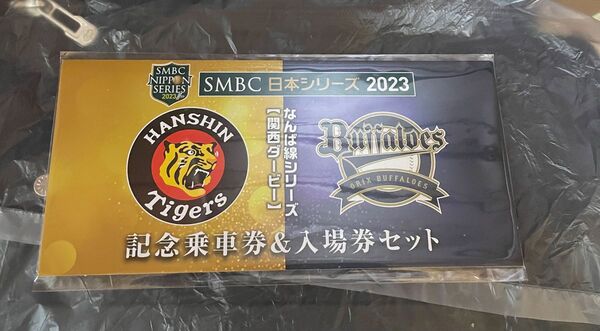 SMBC
NIPPON
SERIES
2023
SMBC 日本シリーズ 2023
HANSHIN
Tigers
なんば線シリーズ
【関西ダービー】
Buffaloes
ORIX BUFFALOES
記念乗車券&入場券セット